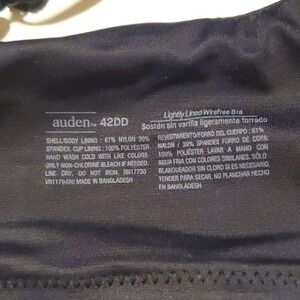 auden™ 42DD
SHELL/BODY LINING : 61% NYLON 39%
SPANDEX. CUP LINING : 100% POLYESTER
HAND WASH COLD WITH LIKE COLORS
ONLY NON-CHLORINE BLEACH IF NEEDED.
LINE DRY. DO NOT IRON. RN17730
MADE IN BANGLADESH
Lightly Lined Wirefree Bra
Sostén sin varilla ligeramente forrado
REVESTIMIENTO/FORRO DEL CUERPO : 61%
NAILON / 39% SPANDEX FORRO DE COPA:
100% POLIÉSTER LAVAR A MANO CON
AGUA FRIA CON COLORES SIMILARES. SÓLO
BLANQUEADOR SIN CLORO SI ES NECESARIO.
TENDER PARA SECAR. NO PLANCHAR. HECHO
EN BANGLADESH